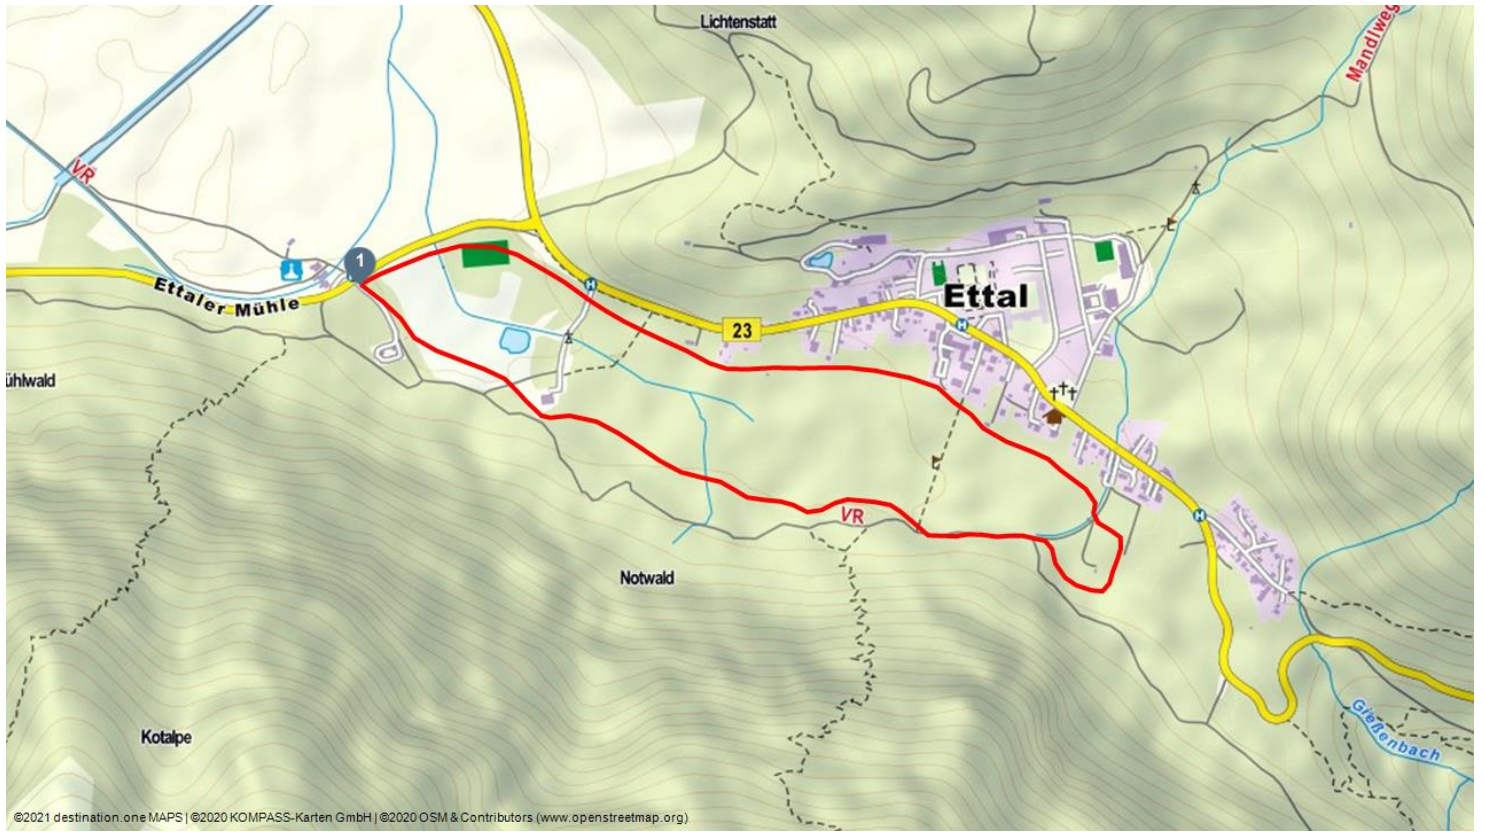 Lichtenstatt
Mandlweg
VR
1
Ettaler Mühle
H
23
Ettal
H
ühlwald
VR
H
Notwald
Kotalpe
Gießenbach
©2021 destination.one MAPS | ©2020 KOMPASS-Karten GmbH | ©2020 OSM & Contributors (www.openstreetmap.org)